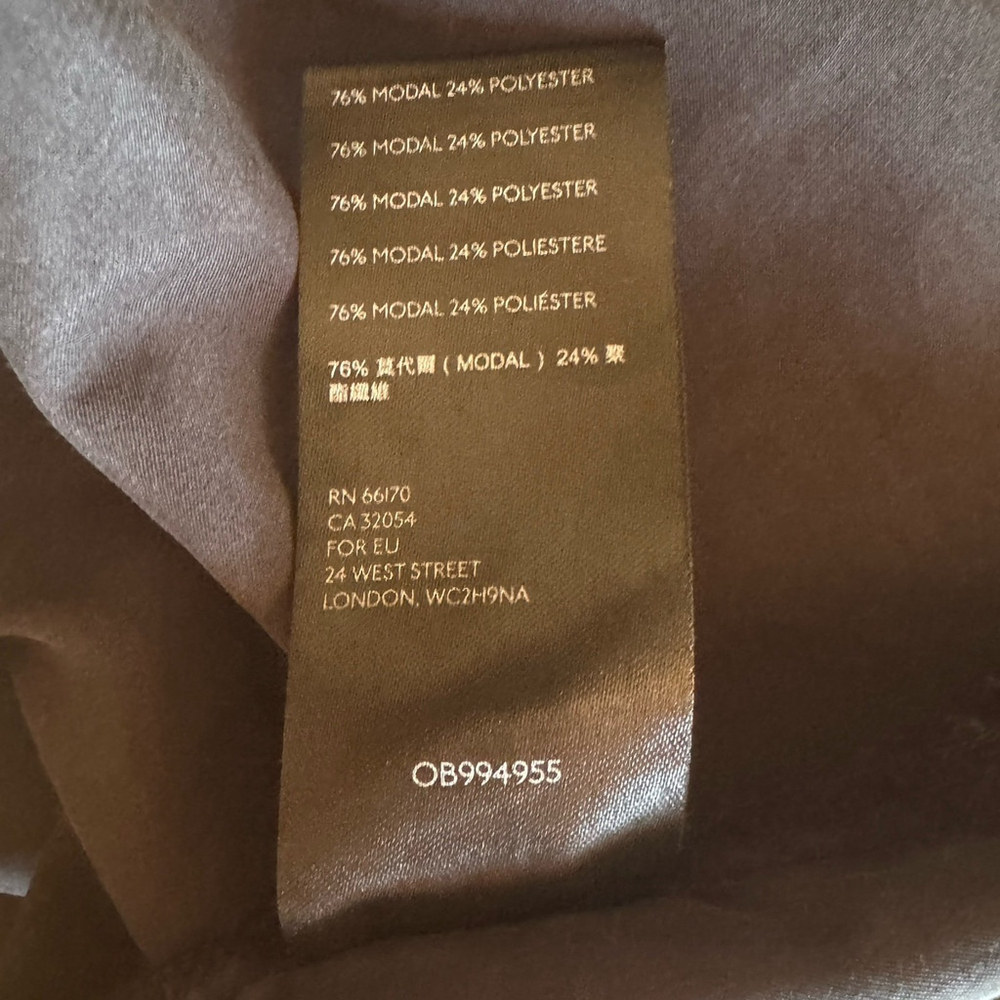 76% MODAL 24% POLYESTER
76% MODAL 24% POLYESTER
76% MODAL 24% POLYESTER
76% MODAL 24% POLIESTERE
76% MODAL 24% POLIÉSTER
76% 莫代爾 ( MODAL ) 24% 聚
酯纖維
RN 66170
CA 32054
FOR EU
24 WEST STREET
LONDON, WC2H9NA
OB994955